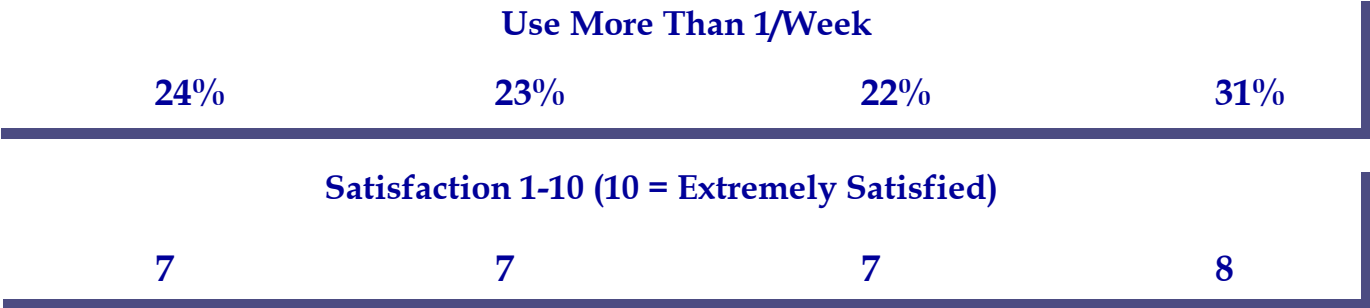 Use More Than 1/Week
24% 23% 22% 31%
Satisfaction 1-10 (10 = Extremely Satisfied)
7 7 7 8